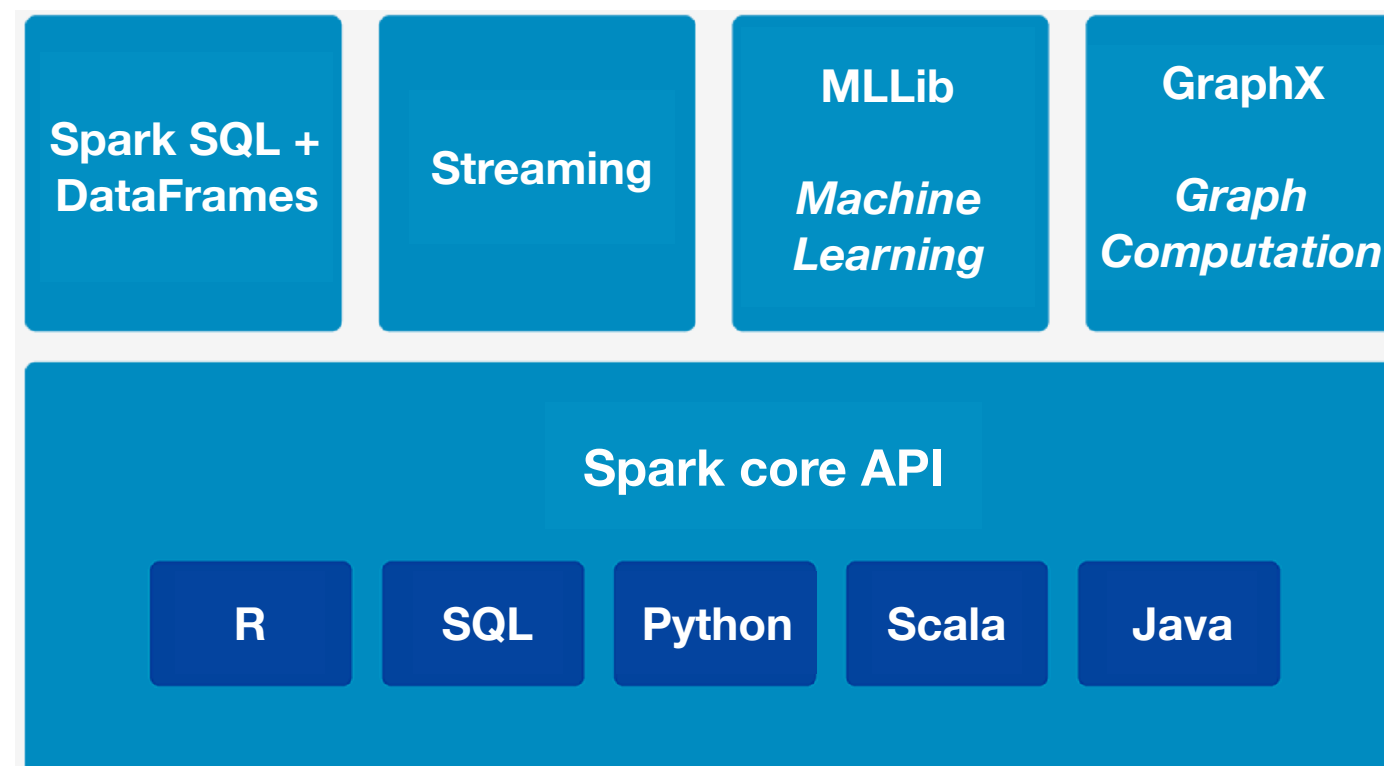 Spark SQL +
DataFrames
Streaming
MLLib
Machine
Learning
GraphX
Graph
Computation
Spark core API
R
SQL
Python
Scala
Java